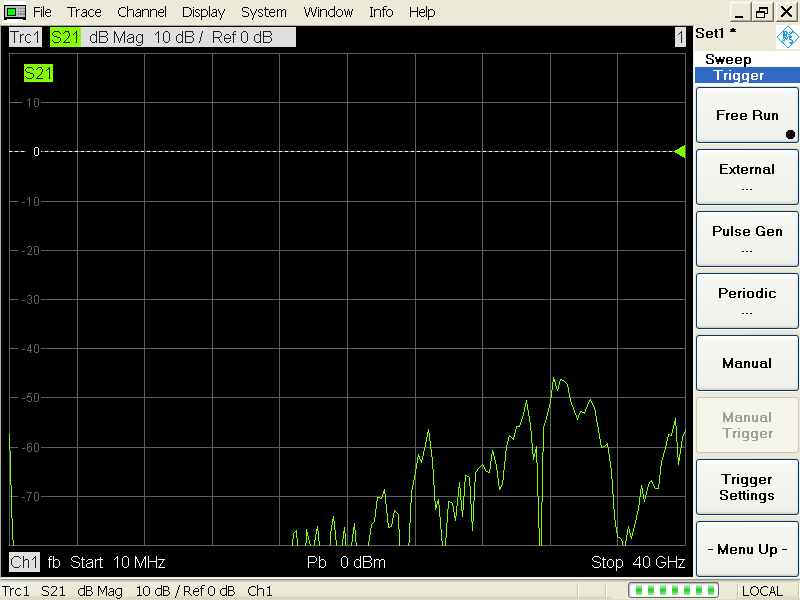 File Trace Channel Display System Window Info Help
Trc1 S21 dB Mag 10 dB / Ref 0 dB 1
Set1 *
R&S
Sweep
Trigger
S21
10
0
-10
-20
-30
-40
-50
-60
-70
Free Run
External
...
Pulse Gen
...
Periodic
...
Manual
Manual
Trigger
Trigger
Settings
- Menu Up -
Ch1 fb Start 10 MHz Pb 0 dBm Stop 40 GHz
Trc1 S21 dB Mag 10 dB / Ref 0 dB Ch1 LOCAL